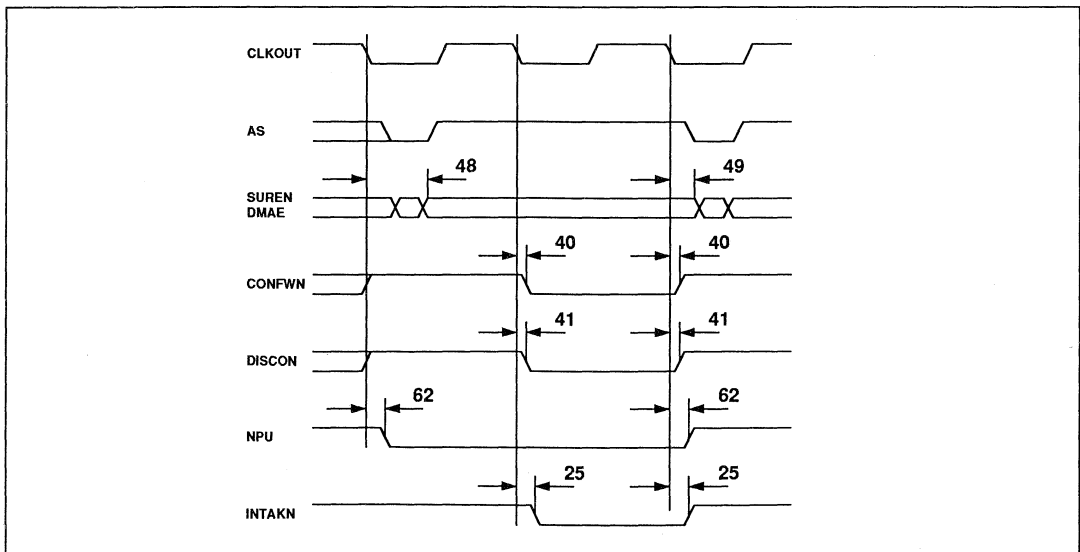 CLKOUT
AS
48 49
SUREN
DMAE
40 40
CONFWN
41 41
DISCON
62 62
NPU
25 25
INTAKN